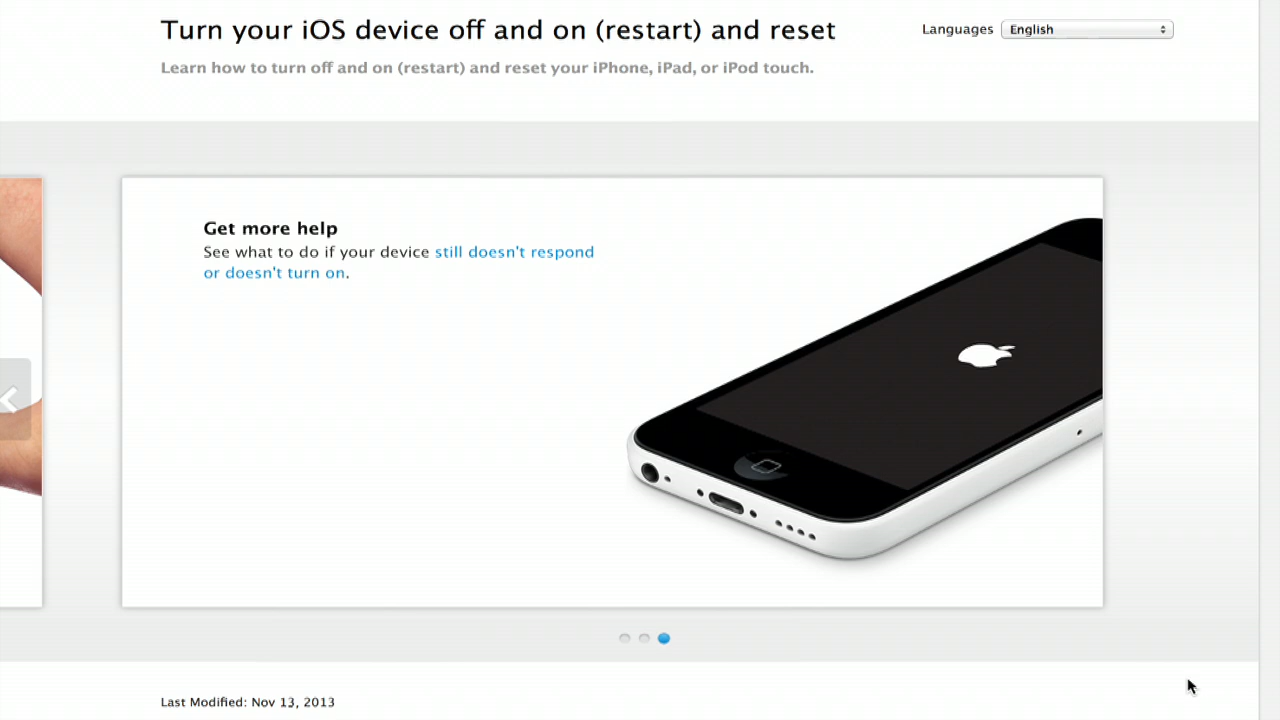 Turn your iOS device off and on (restart) and reset
Languages English
Learn how to turn off and on (restart) and reset your iPhone, iPad, or iPod touch.
Get more help
See what to do if your device still doesn't respond
or doesn't turn on.
Last Modified: Nov 13, 2013